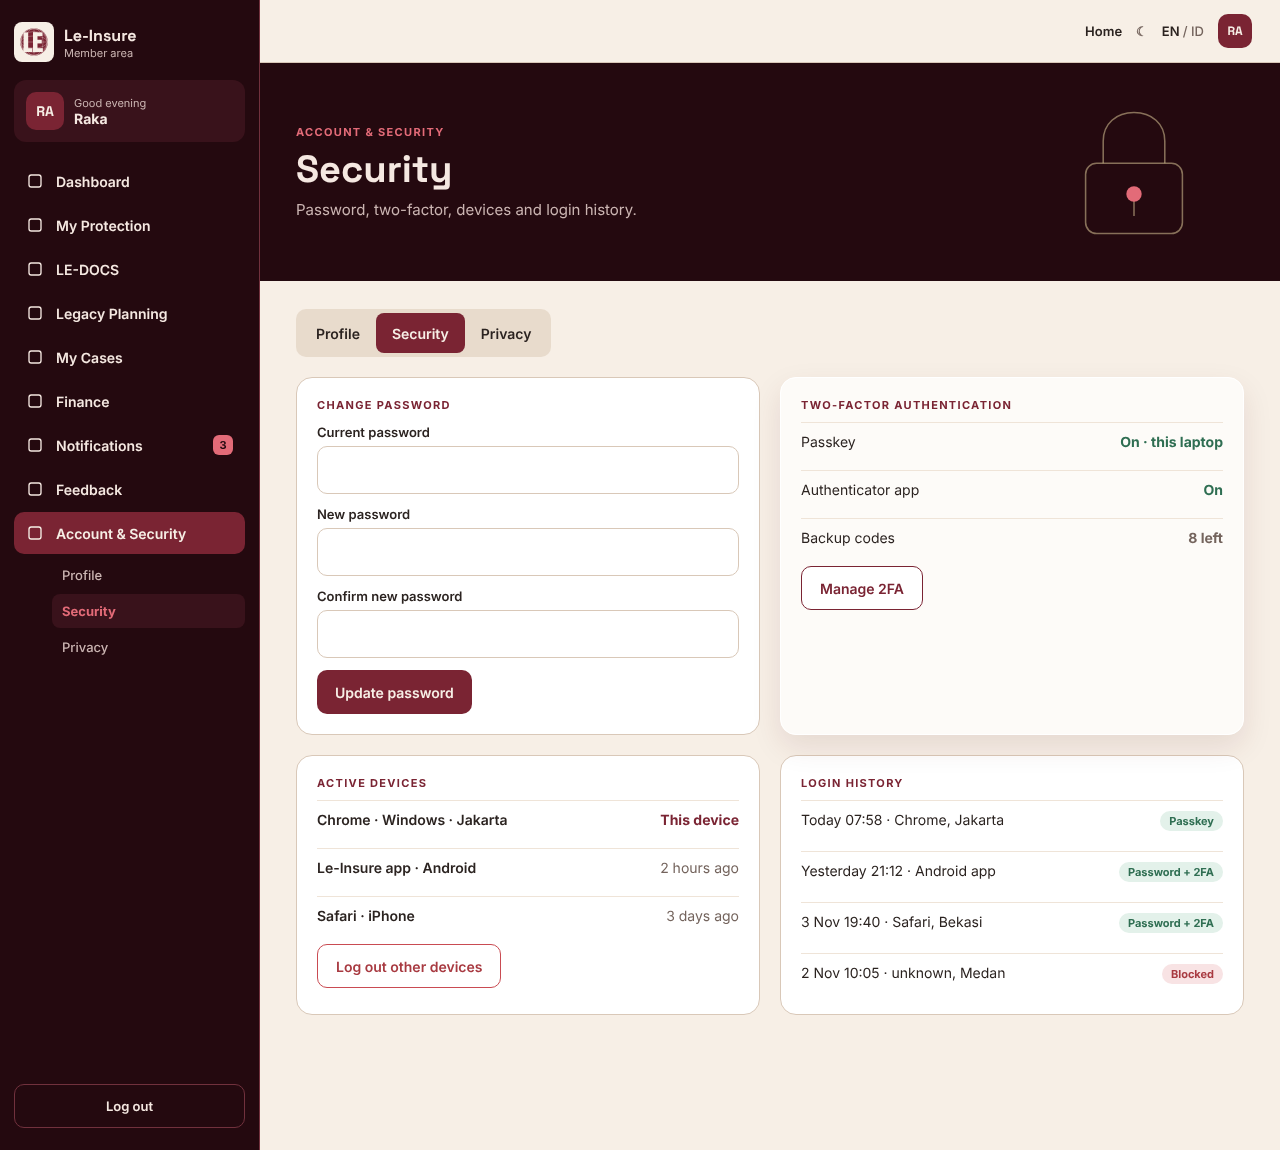 LE
Le-Insure
Member area
RA
Good evening
Raka
Dashboard
My Protection
LE-DOCS
Legacy Planning
My Cases
Finance
Notifications
3
Feedback
Account & Security
Profile
Security
Privacy
Log out
Home
☾
EN / ID
RA
ACCOUNT & SECURITY
Security
Password, two-factor, devices and login history.
Profile
Security
Privacy
CHANGE PASSWORD
Current password
New password
Confirm new password
Update password
TWO-FACTOR AUTHENTICATION
Passkey
On · this laptop
Authenticator app
On
Backup codes
8 left
Manage 2FA
ACTIVE DEVICES
Chrome · Windows · Jakarta
This device
Le-Insure app · Android
2 hours ago
Safari · iPhone
3 days ago
Log out other devices
LOGIN HISTORY
Today 07:58 · Chrome, Jakarta
Passkey
Yesterday 21:12 · Android app
Password + 2FA
3 Nov 19:40 · Safari, Bekasi
Password + 2FA
2 Nov 10:05 · unknown, Medan
Blocked